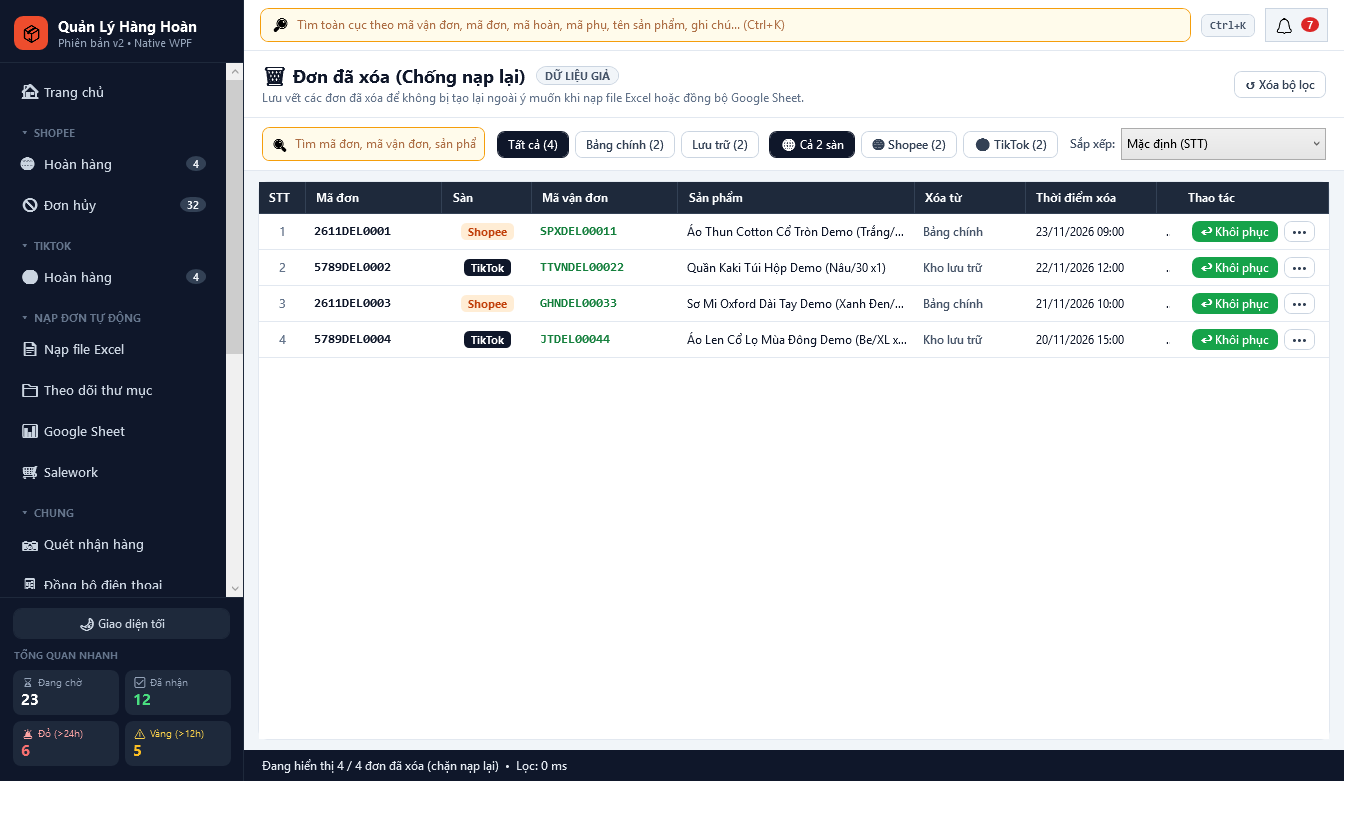 Quản Lý Hàng Hoàn
Phiên bản v2 • Native WPF
Trang chủ
SHOPEE
Hoàn hàng 4
Đơn hủy 32
TIKTOK
Hoàn hàng 4
NẠP ĐƠN TỰ ĐỘNG
Nạp file Excel
Theo dõi thư mục
Google Sheet
Salework
CHUNG
Quét nhận hàng
Đồng bộ điện thoại
Giao diện tối
TỔNG QUAN NHANH
Đang chờ
23
Đã nhận
12
Đỏ (>24h)
6
Vàng (>12h)
5
Tìm toàn cục theo mã vận đơn, mã đơn, mã hoàn, mã phụ, tên sản phẩm, ghi chú... (Ctrl+K)
Ctrl+K
7
Đơn đã xóa (Chống nạp lại) DỮ LIỆU GIẢ
Lưu vết các đơn đã xóa để không bị tạo lại ngoài ý muốn khi nạp file Excel hoặc đồng bộ Google Sheet.
↺ Xóa bộ lọc
Tìm mã đơn, mã vận đơn, sản phẩ
Tất cả (4) Bảng chính (2) Lưu trữ (2) Cả 2 sàn Shopee (2) TikTok (2) Sắp xếp: Mặc định (STT)
STT Mã đơn Sàn Mã vận đơn Sản phẩm Xóa từ Thời điểm xóa Thao tác
1 2611DEL0001 Shopee SPXDEL00011 Áo Thun Cotton Cổ Tròn Demo (Trắng/... Bảng chính 23/11/2026 09:00 . ↩ Khôi phục •••
2 5789DEL0002 TikTok TTVNDEL00022 Quần Kaki Túi Hộp Demo (Nâu/30 x1) Kho lưu trữ 22/11/2026 12:00 . ↩ Khôi phục •••
3 2611DEL0003 Shopee GHNDEL00033 Sơ Mi Oxford Dài Tay Demo (Xanh Đen/... Bảng chính 21/11/2026 10:00 . ↩ Khôi phục •••
4 5789DEL0004 TikTok JTDEL00044 Áo Len Cổ Lọ Mùa Đông Demo (Be/XL x... Kho lưu trữ 20/11/2026 15:00 . ↩ Khôi phục •••
Đang hiển thị 4 / 4 đơn đã xóa (chặn nạp lại) • Lọc: 0 ms